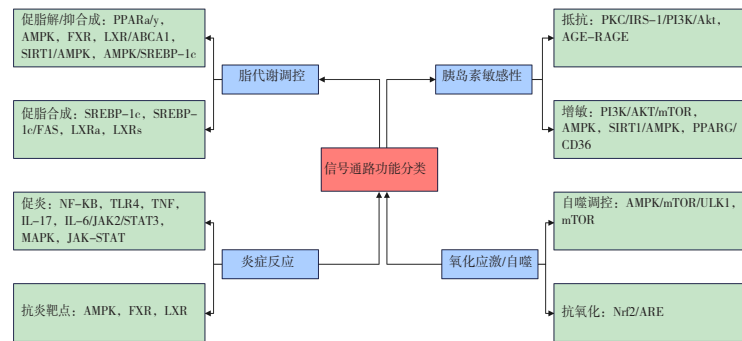 促脂解/抑合成：PPARa/y，
AMPK，FXR，LXR/ABCA1，
SIRT1/AMPK，AMPK/SREBP-1c
脂代谢调控
促脂合成：SREBP-1c，SREBP-
1c/FAS，LXRa，LXRs
胰岛素敏感性
抵抗：PKC/IRS-1/PI3K/Akt，
AGE-RAGE
增敏：PI3K/AKT/mTOR，
AMPK，SIRT1/AMPK，PPARG/
CD36
信号通路功能分类
促炎：NF-KB，TLR4，TNF，
IL-17，IL-6/JAK2/STAT3，
MAPK，JAK-STAT
炎症反应
抗炎靶点：AMPK，FXR，LXR
氧化应激/自噬
自噬调控：AMPK/mTOR/ULK1，
mTOR
抗氧化：Nrf2/ARE